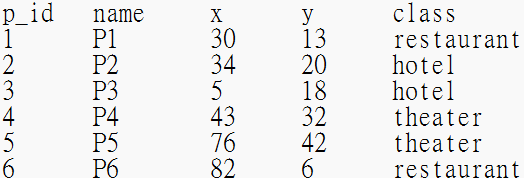 p_id name x y class
1 P1 30 13 restaurant
2 P2 34 20 hotel
3 P3 5 18 hotel
4 P4 43 32 theater
5 P5 76 42 theater
6 P6 82 6 restaurant